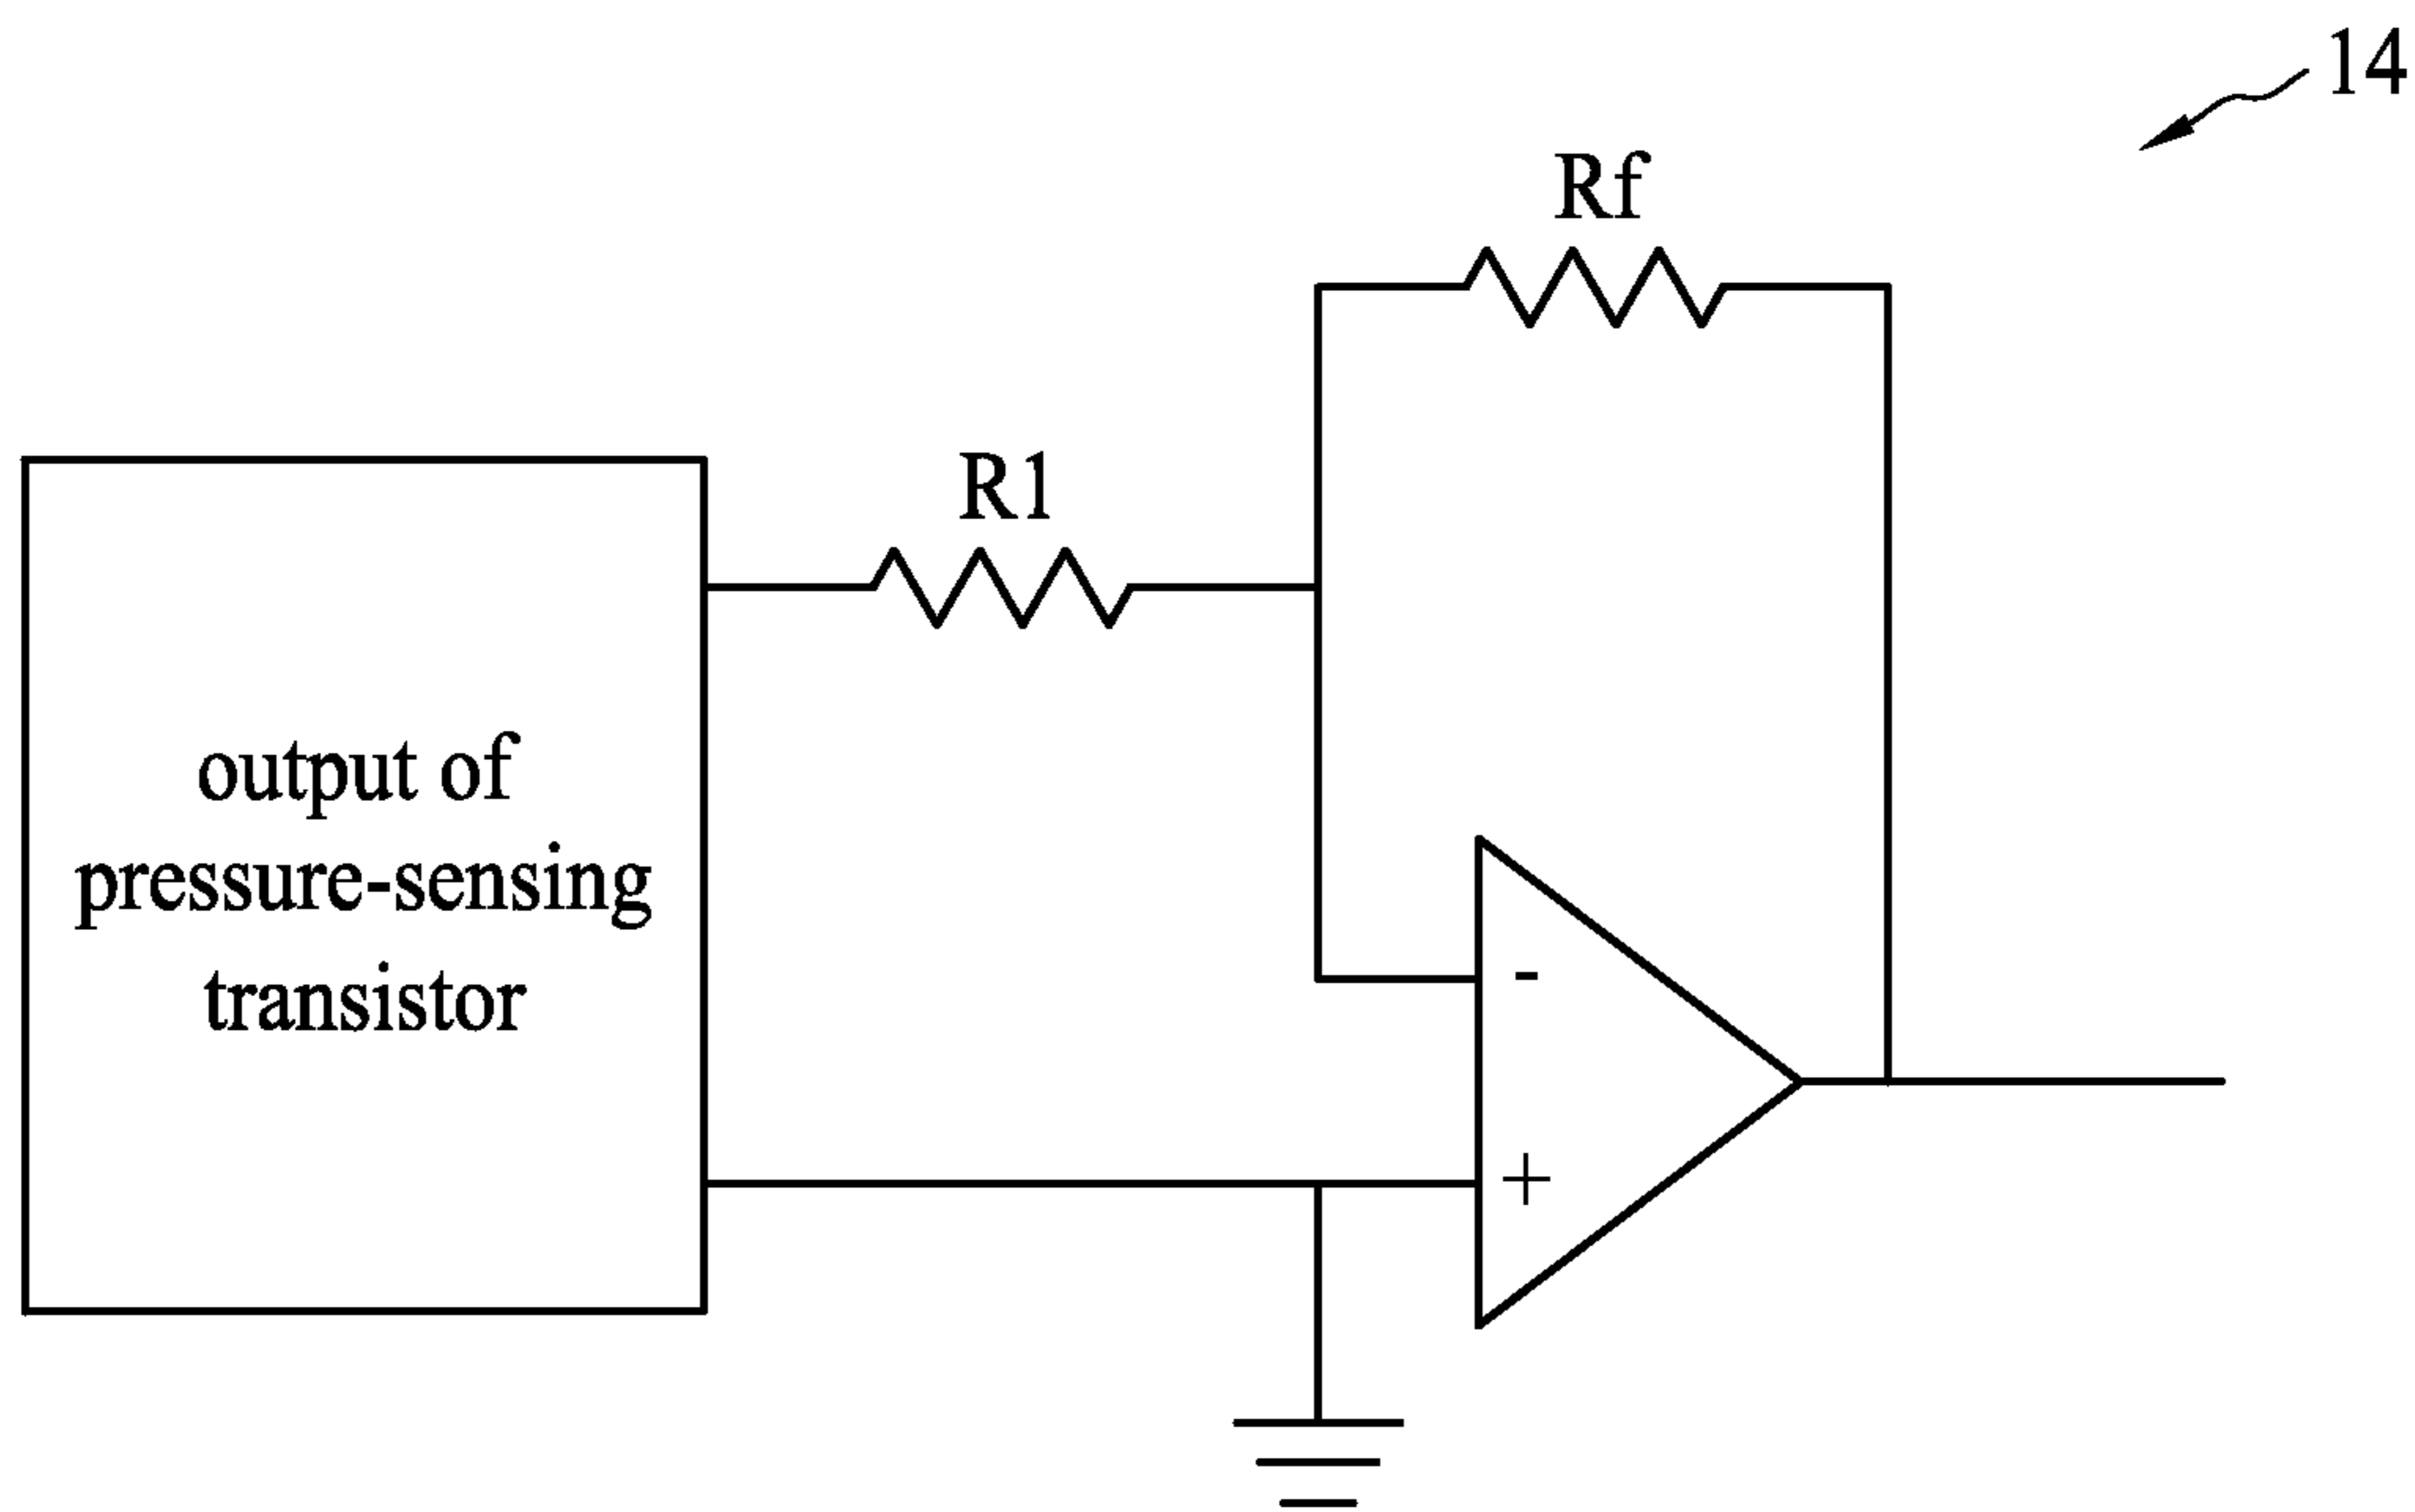 14
Rf
R1
output of
pressure-sensing
transistor
-
+